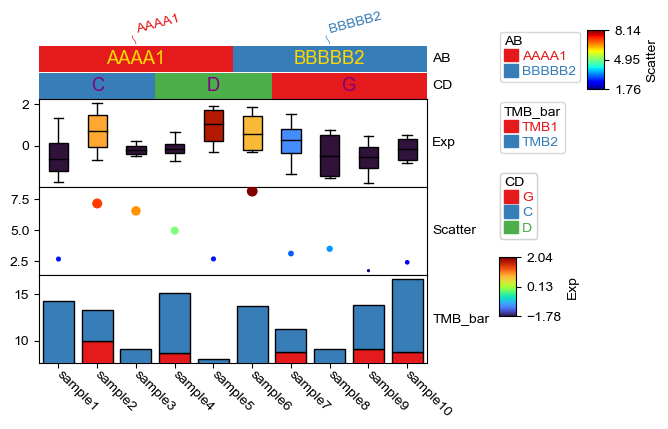 AAAA1
BBBBB2
AAAA1 BBBBB2 AB
C D G CD
2
0
Exp
7.5
5.0
2.5
Scatter
15
10
TMB_bar
sample1 sample2 sample3 sample4 sample5 sample6 sample7 sample8 sample9 sample10
AB
AAAA1
BBBBB2
8.14
4.95
1.76
Scatter
TMB_bar
TMB1
TMB2
CD
G
C
D
2.04
0.13
−1.78
Exp